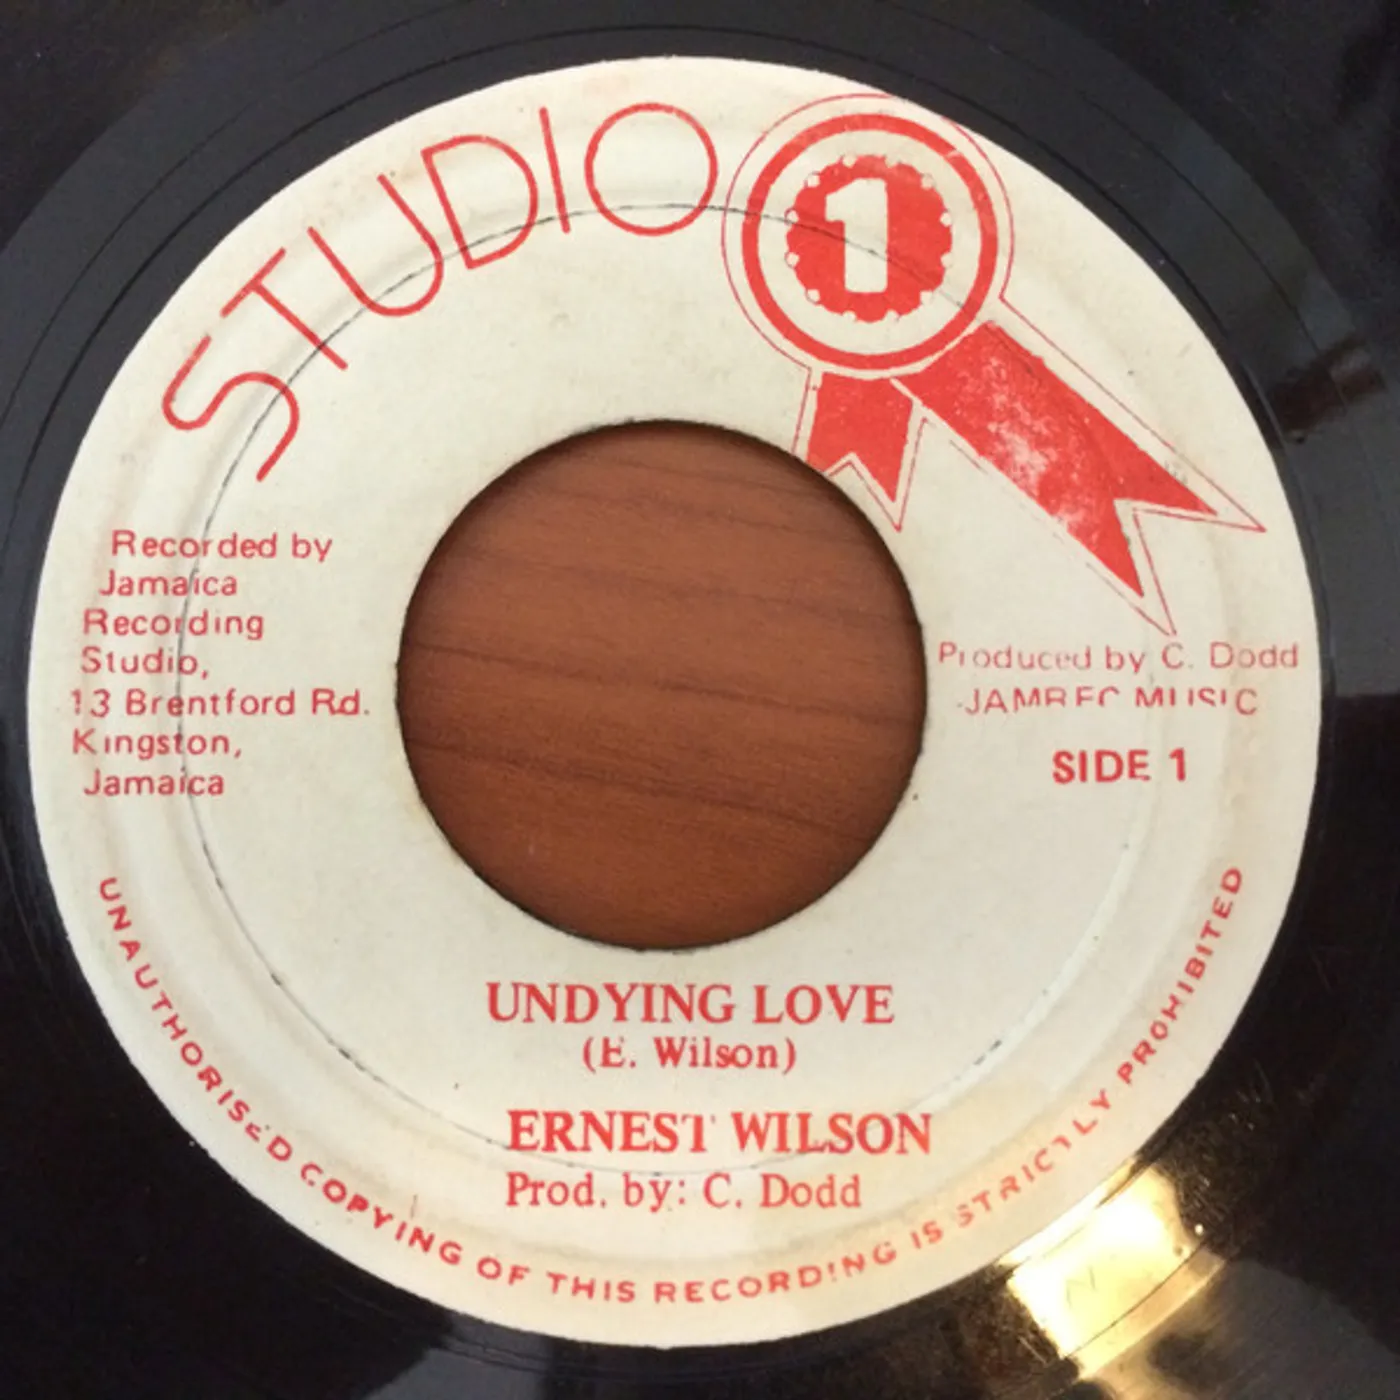 STUDIO 1
Recorded by
Jamaica
Recording
Studio,
13 Brentford Rd.
Kingston,
Jamaica
Produced by C. Dodd
JAMREC MUSIC
SIDE 1
UNDYING LOVE
(E. Wilson)
ERNEST WILSON
Prod. by: C. Dodd
UNAUTHORISED COPYING OF THIS RECORDING IS STRICTLY PROHIBITED